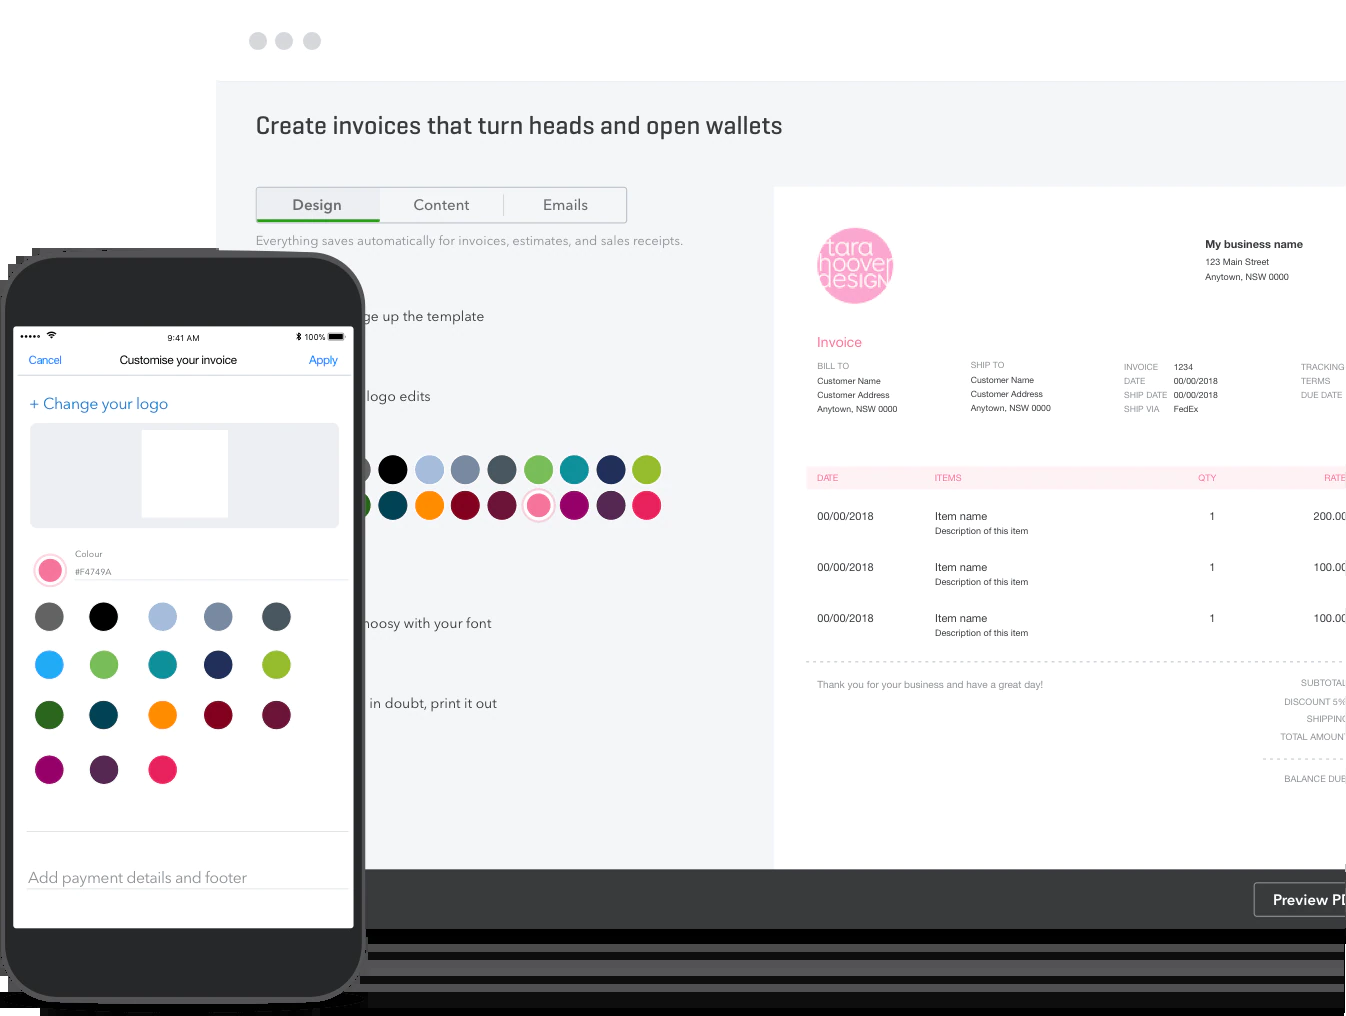 Create invoices that turn heads and open wallets
Design Content Emails
Everything saves automatically for invoices, estimates, and sales receipts.
up the template
logo edits
with your font
in doubt, print it out
9:41 AM 100%
Cancel Customise your invoice Apply
+ Change your logo
Colour
#F4749A
Add payment details and footer
tara
hoover
design
My business name
123 Main Street
Anytown, NSW 0000
Invoice
BILL TO
Customer Name
Customer Address
Anytown, NSW 0000
SHIP TO
Customer Name
Customer Address
Anytown, NSW 0000
INVOICE 1234
DATE 00/00/2018
SHIP DATE 00/00/2018
SHIP VIA FedEx
TRACKING
TERMS
DUE DATE
DATE ITEMS QTY RATE
00/00/2018 Item name 1 200.00
Description of this item
00/00/2018 Item name 1 100.00
Description of this item
00/00/2018 Item name 1 100.00
Description of this item
Thank you for your business and have a great day!
SUBTOTAL
DISCOUNT 5%
SHIPPING
TOTAL AMOUNT
BALANCE DUE
Preview